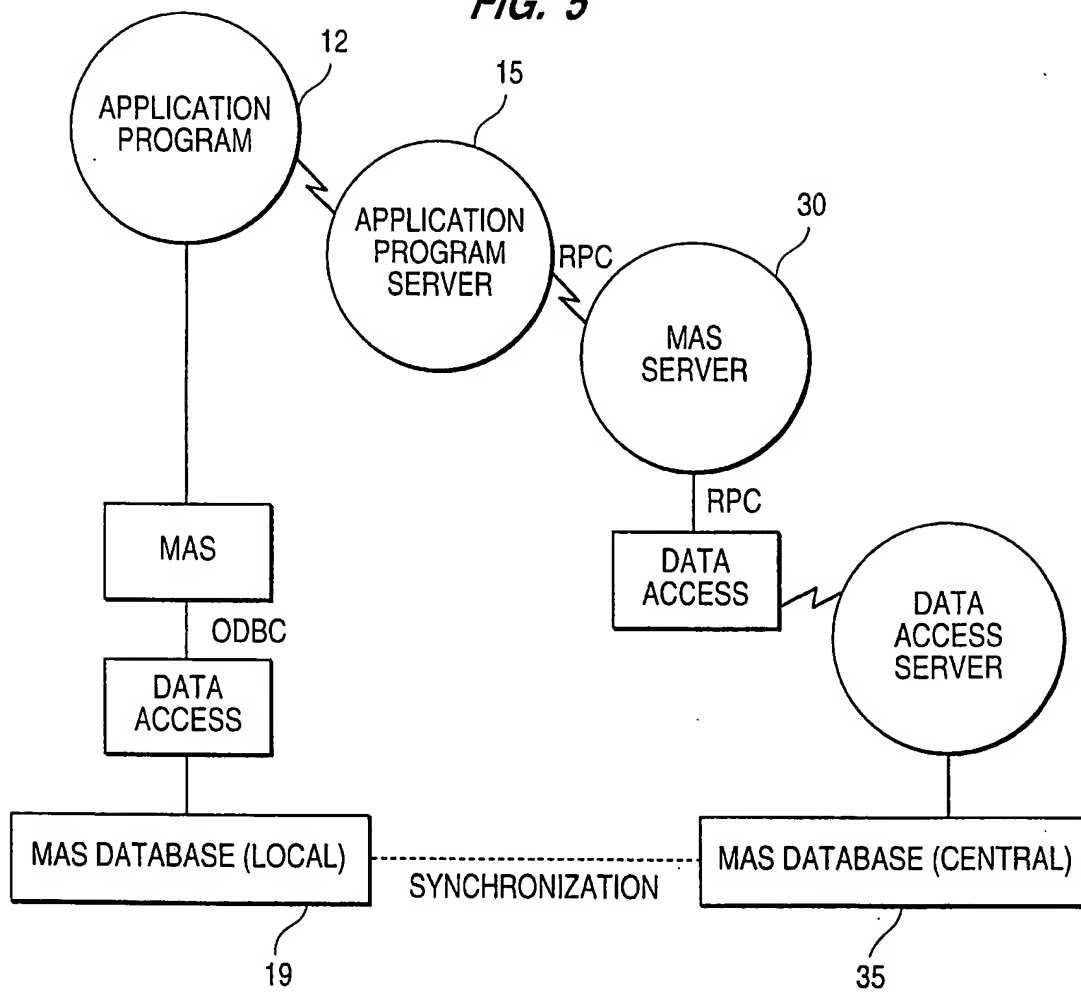 FIG. 5
12
APPLICATION
PROGRAM
15
APPLICATION
PROGRAM
SERVER
RPC
30
MAS
SERVER
RPC
MAS
DATA
ACCESS
DATA
ACCESS
SERVER
ODBC
DATA
ACCESS
MAS DATABASE (LOCAL)
SYNCHRONIZATION
MAS DATABASE (CENTRAL)
19
35